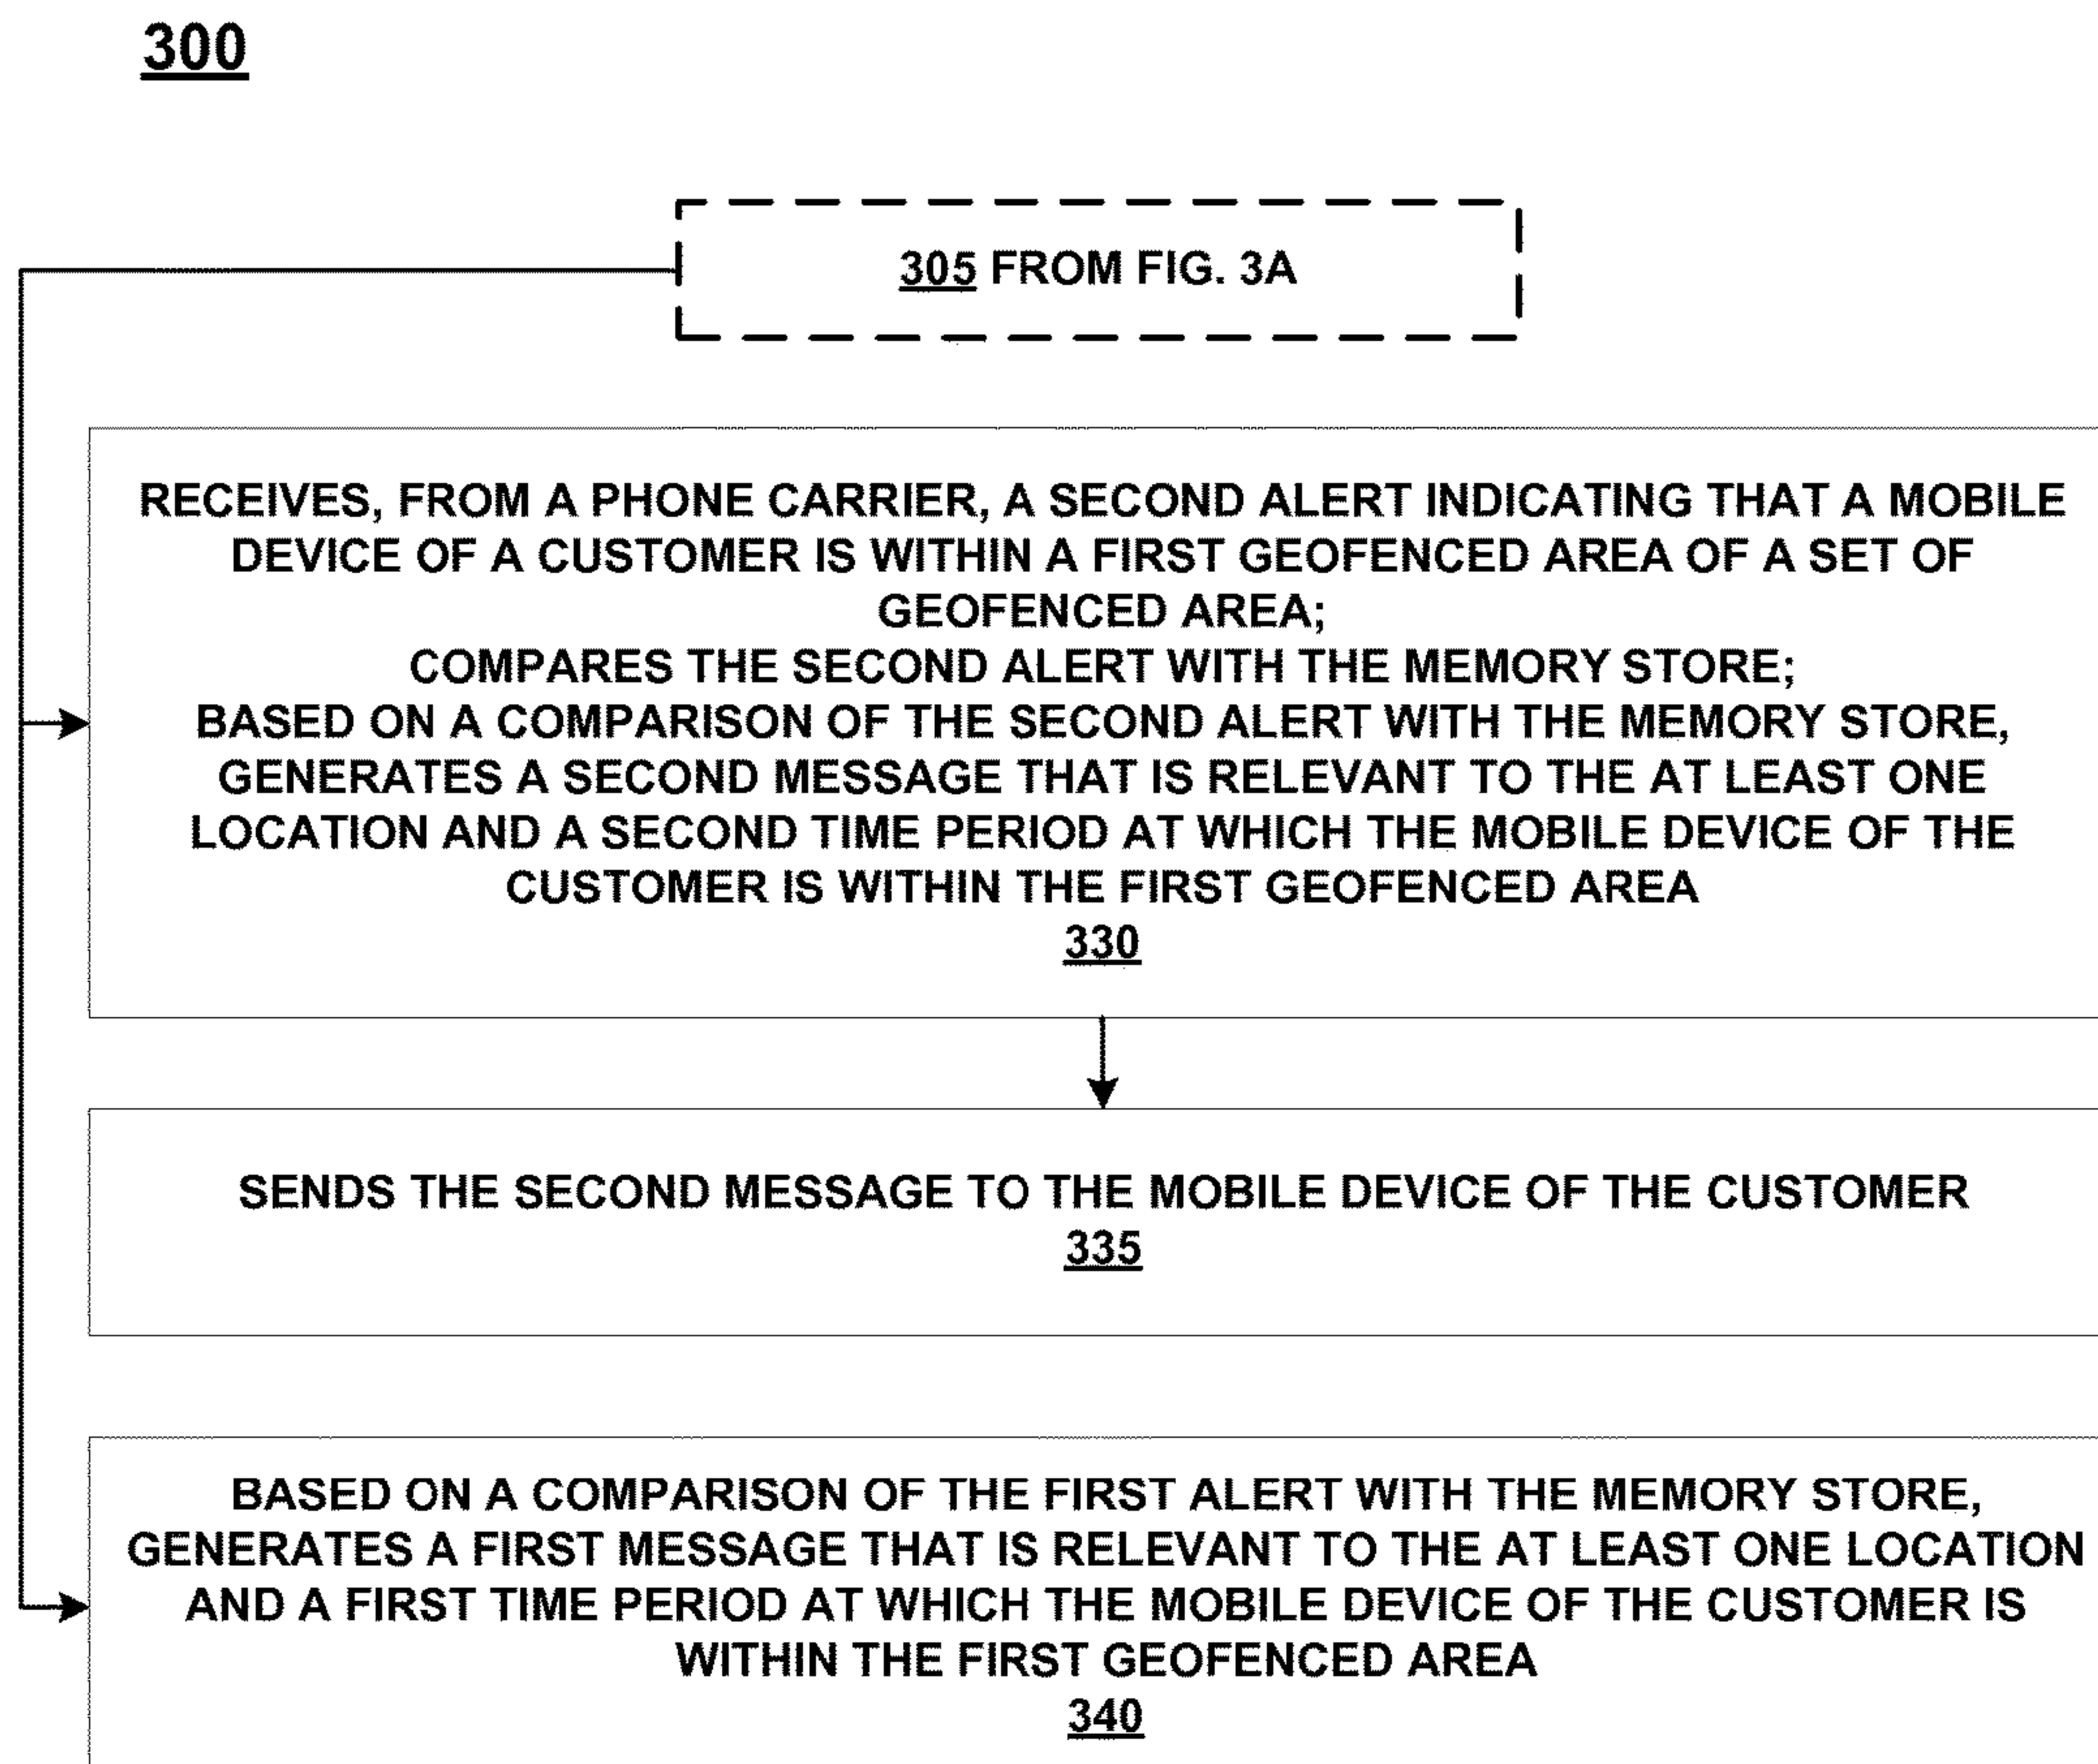 300
305 FROM FIG. 3A
RECEIVES, FROM A PHONE CARRIER, A SECOND ALERT INDICATING THAT A MOBILE
DEVICE OF A CUSTOMER IS WITHIN A FIRST GEOFENCED AREA OF A SET OF
GEOFENCED AREA;
COMPARES THE SECOND ALERT WITH THE MEMORY STORE;
BASED ON A COMPARISON OF THE SECOND ALERT WITH THE MEMORY STORE,
GENERATES A SECOND MESSAGE THAT IS RELEVANT TO THE AT LEAST ONE
LOCATION AND A SECOND TIME PERIOD AT WHICH THE MOBILE DEVICE OF THE
CUSTOMER IS WITHIN THE FIRST GEOFENCED AREA
330
SENDS THE SECOND MESSAGE TO THE MOBILE DEVICE OF THE CUSTOMER
335
BASED ON A COMPARISON OF THE FIRST ALERT WITH THE MEMORY STORE,
GENERATES A FIRST MESSAGE THAT IS RELEVANT TO THE AT LEAST ONE LOCATION
AND A FIRST TIME PERIOD AT WHICH THE MOBILE DEVICE OF THE CUSTOMER IS
WITHIN THE FIRST GEOFENCED AREA
340